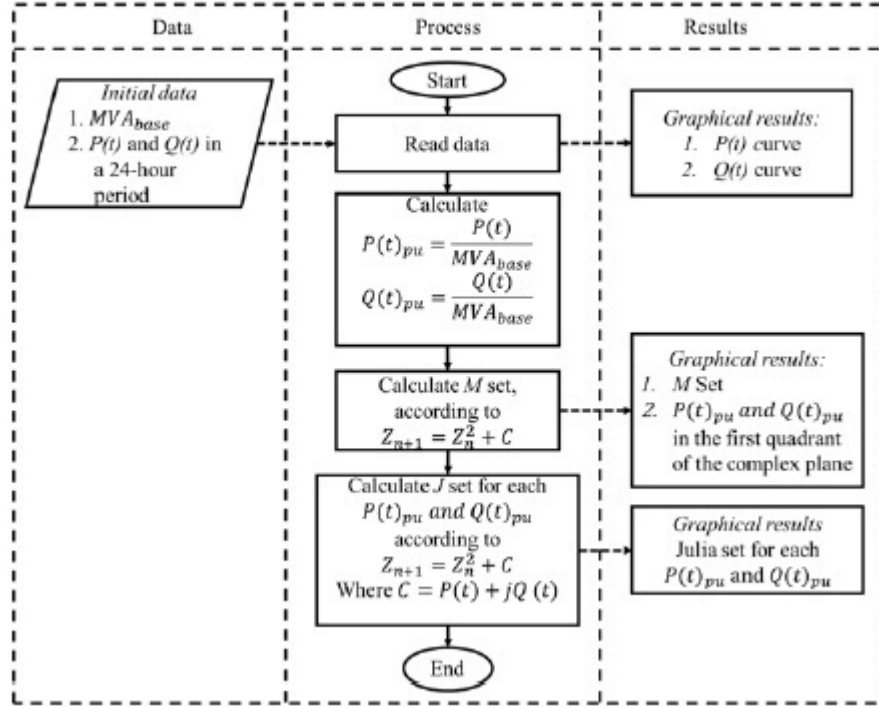 Data
Process
Results
Initial data
1. MVA_base
2. P(t) and Q(t) in
a 24-hour
period
Start
Read data
Graphical results:
1. P(t) curve
2. Q(t) curve
Calculate
P(t)_pu = P(t) / MVA_base
Q(t)_pu = Q(t) / MVA_base
Calculate M set,
according to
Z_{n+1} = Z_n^2 + C
Graphical results:
1. M Set
2. P(t)_pu and Q(t)_pu
in the first quadrant
of the complex plane
Calculate J set for each
P(t)_pu and Q(t)_pu
according to
Z_{n+1} = Z_n^2 + C
Where C = P(t) + jQ (t)
Graphical results
Julia set for each
P(t)_pu and Q(t)_pu
End